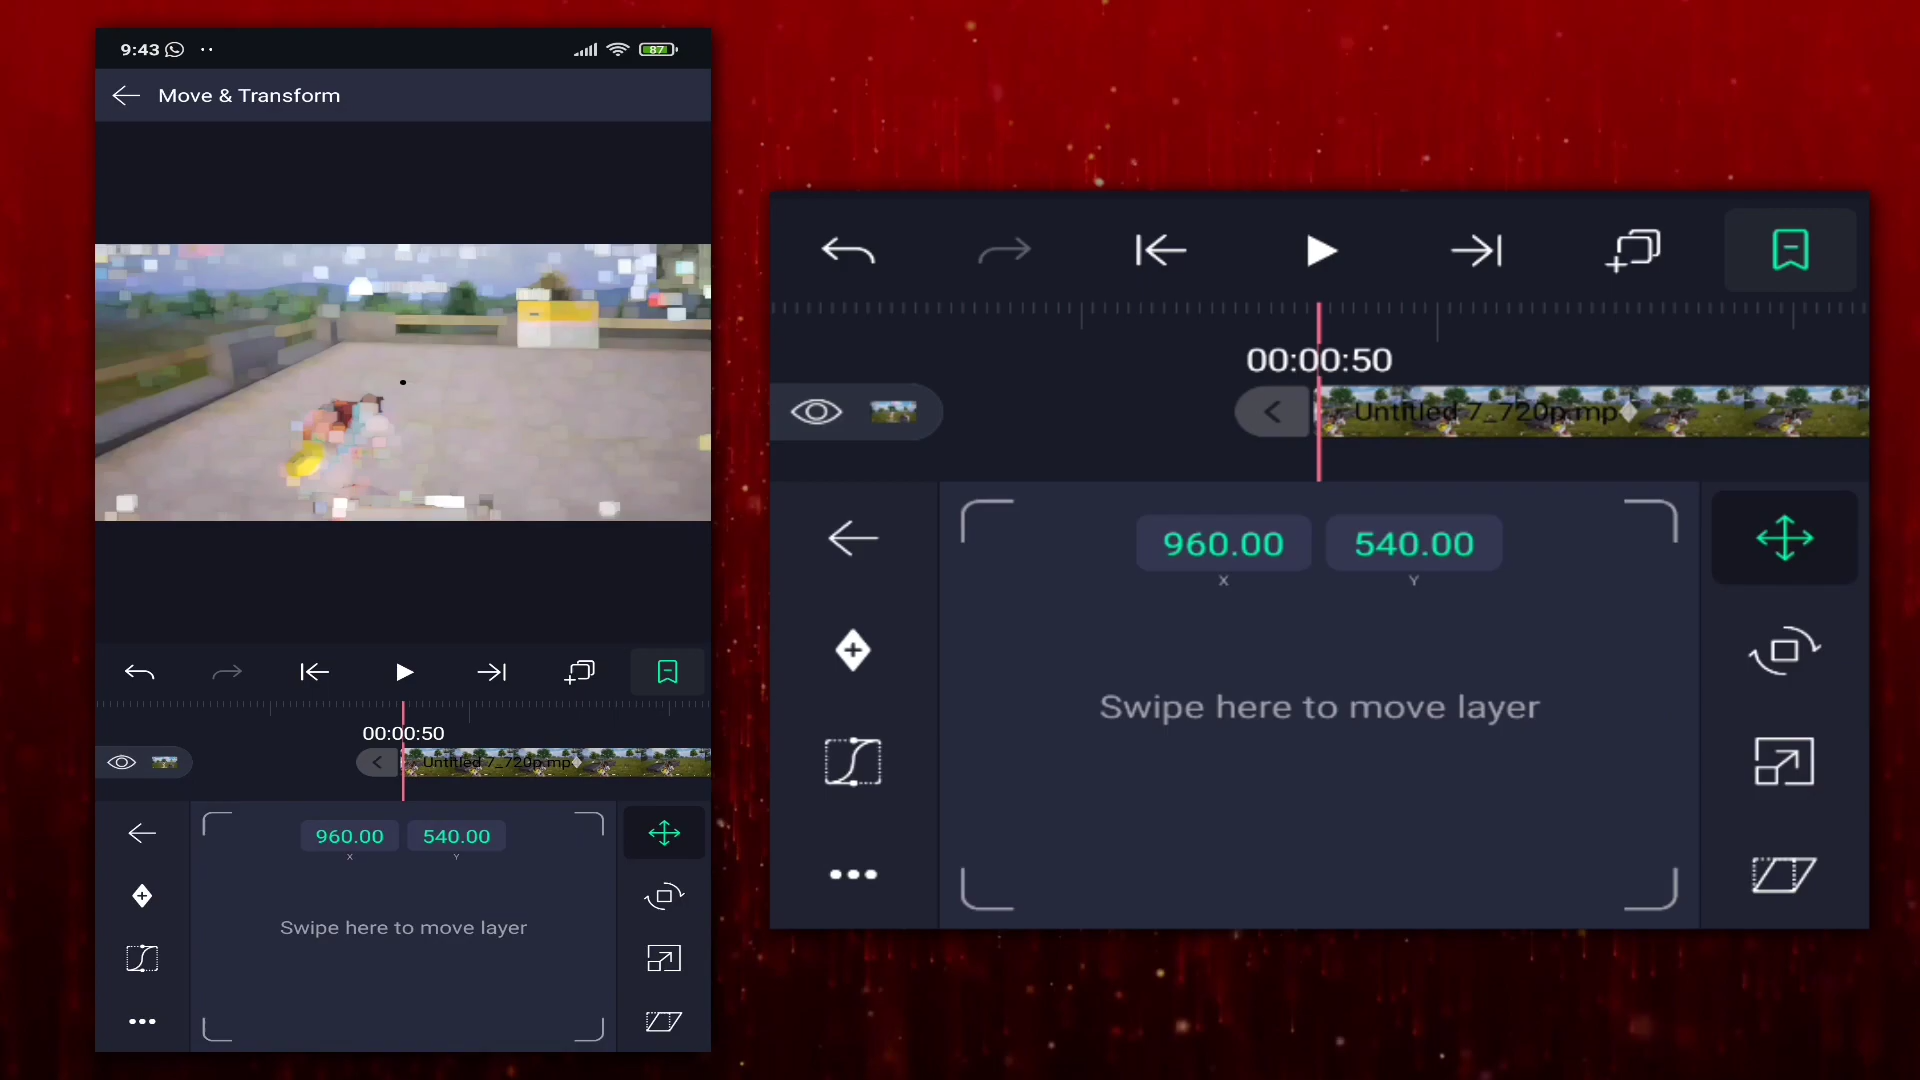 9:43
87
Move & Transform
00:00:50
Untitled 7_720p.mp
960.00
540.00
X
Y
Swipe here to move layer
00:00:50
Untitled 7_720p.mp
960.00
540.00
X
Y
Swipe here to move layer